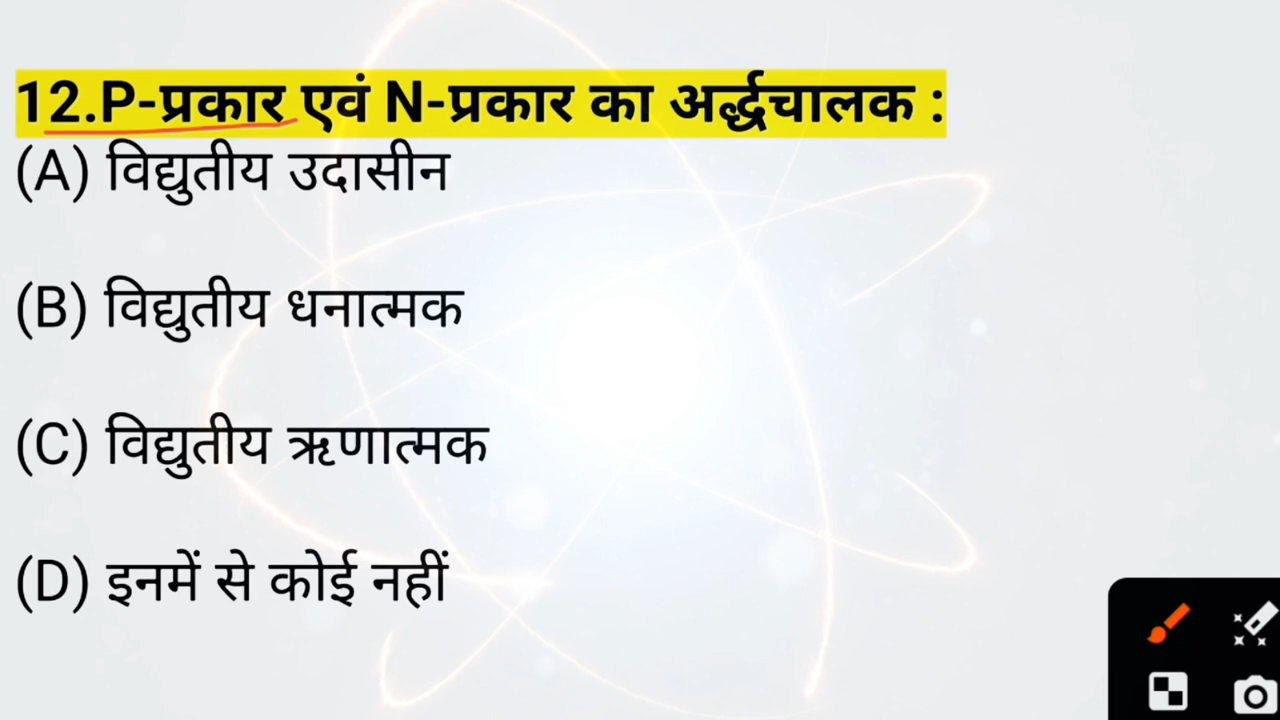 12.P-प्रकार एवं N-प्रकार का अर्द्धचालक :
(A) विद्युतीय उदासीन
(B) विद्युतीय धनात्मक
(C) विद्युतीय ऋणात्मक
(D) इनमें से कोई नहीं